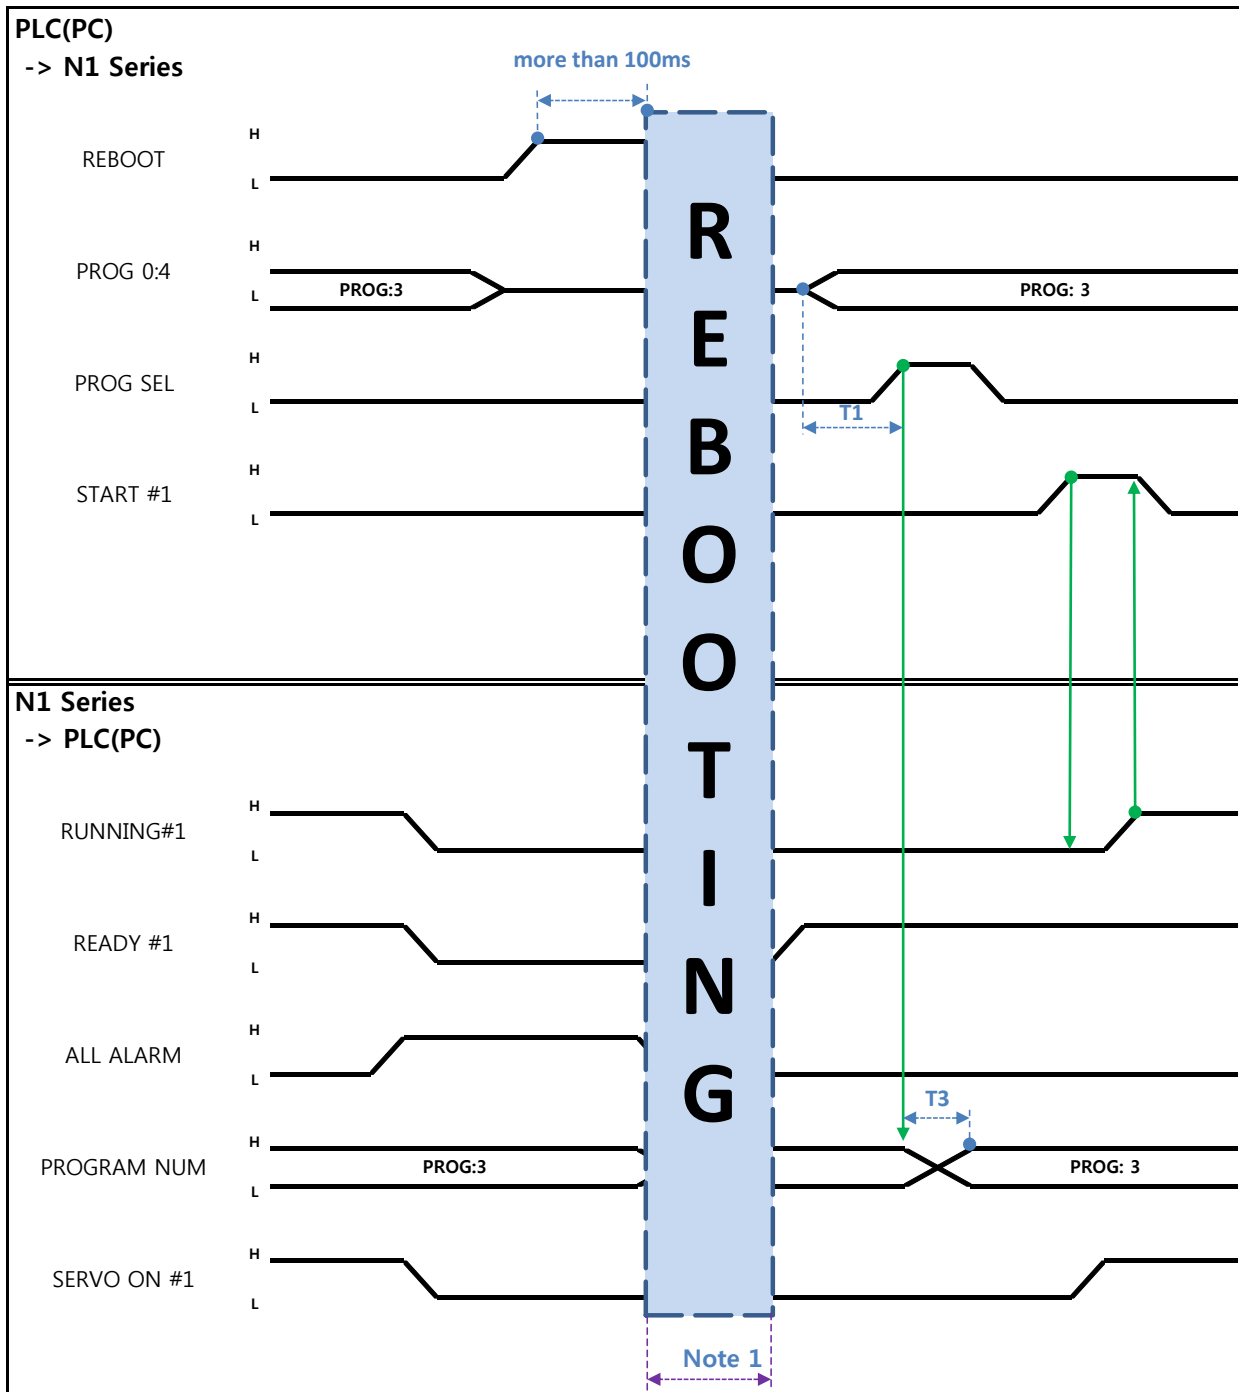 PLC(PC)
-> N1 Series
more than 100ms
H
REBOOT
L
H
PROG 0:4
L
PROG:3
PROG: 3
H
PROG SEL
L
T1
H
START #1
L
REBOOTING
N1 Series
-> PLC(PC)
H
RUNNING#1
L
H
READY #1
L
H
ALL ALARM
L
T3
H
PROGRAM NUM
L
PROG:3
PROG: 3
H
SERVO ON #1
L
Note 1